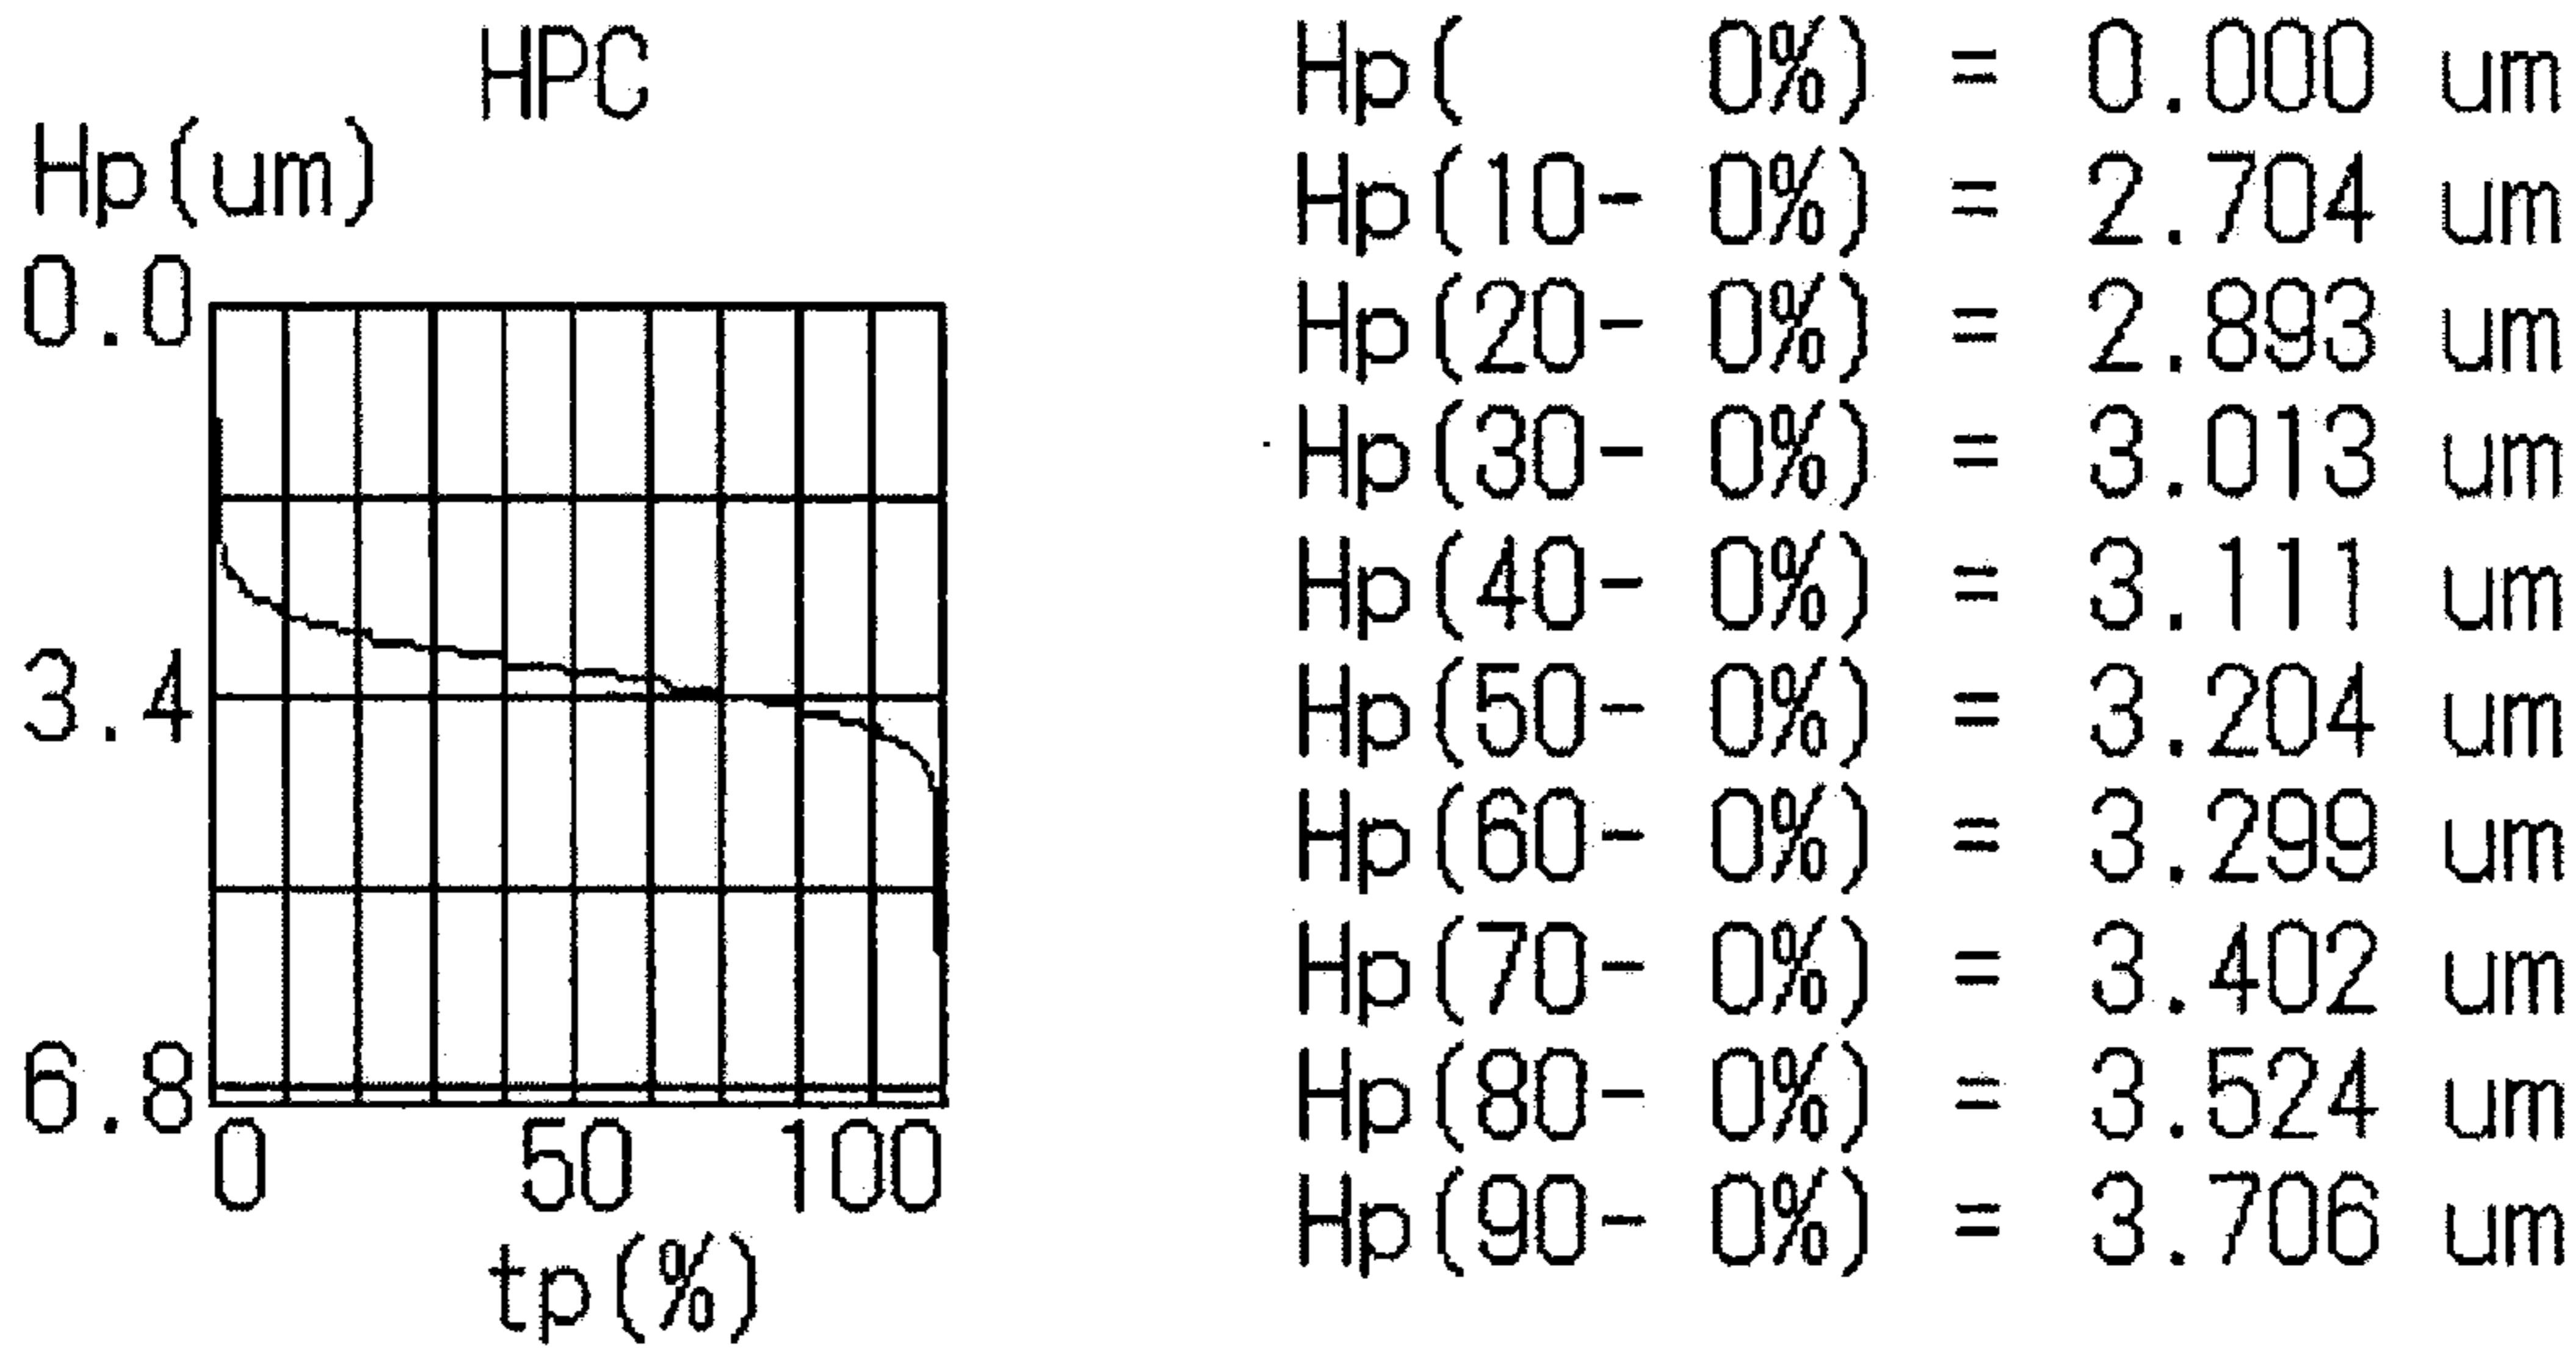 HPC
Hp(um)
0.0
3.4
6.8
0 50 100
tp(%)
Hp( 0%) = 0.000 um
Hp(10- 0%) = 2.704 um
Hp(20- 0%) = 2.893 um
Hp(30- 0%) = 3.013 um
Hp(40- 0%) = 3.111 um
Hp(50- 0%) = 3.204 um
Hp(60- 0%) = 3.299 um
Hp(70- 0%) = 3.402 um
Hp(80- 0%) = 3.524 um
Hp(90- 0%) = 3.706 um